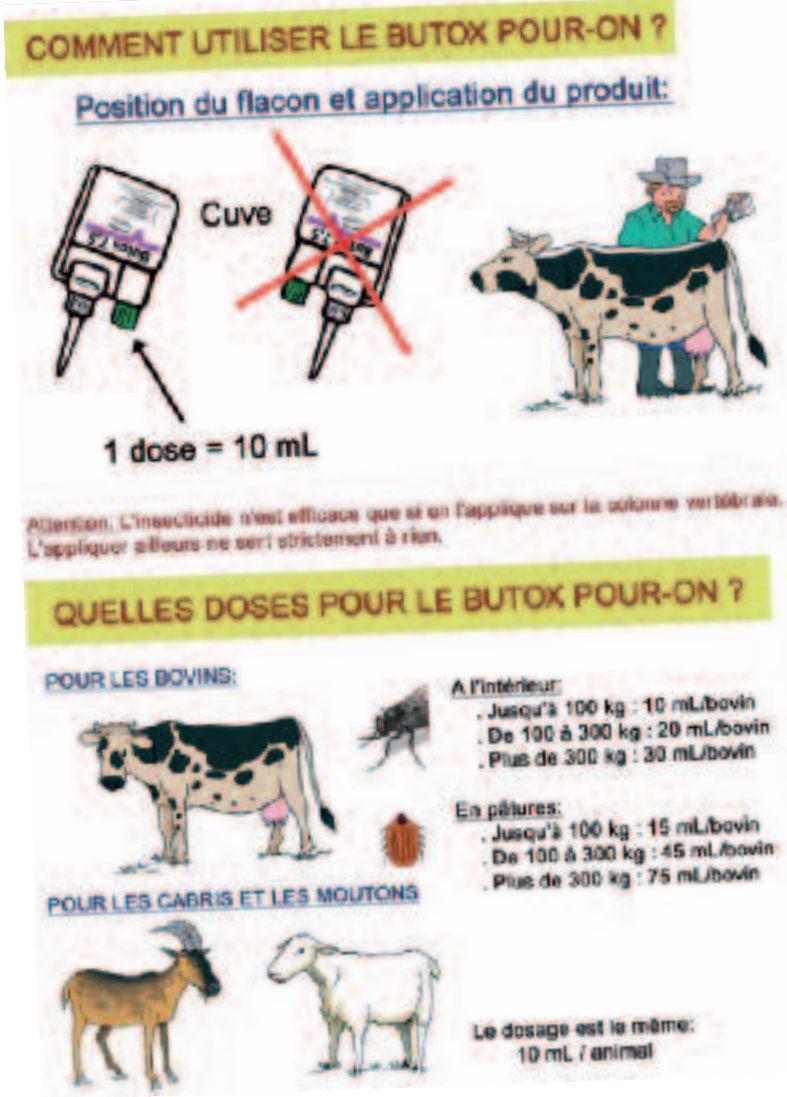 COMMENT UTILISER LE BUTOX POUR-ON ?
Position du flacon et application du produit:
Butox 7.5
Cuve
1 dose = 10 mL
Attention. L'insecticide n'est efficace que si on l'applique sur la colonne vertébrale.
L'appliquer ailleurs ne sert strictement à rien.
QUELLES DOSES POUR LE BUTOX POUR-ON ?
POUR LES BOVINS:
A l'intérieur:
. Jusqu'à 100 kg : 10 mL/bovin
. De 100 à 300 kg : 20 mL/bovin
. Plus de 300 kg : 30 mL/bovin
En pâtures:
. Jusqu'à 100 kg : 15 mL/bovin
. De 100 à 300 kg : 45 mL/bovin
. Plus de 300 kg : 75 mL/bovin
POUR LES CABRIS ET LES MOUTONS
Le dosage est le même:
10 mL / animal